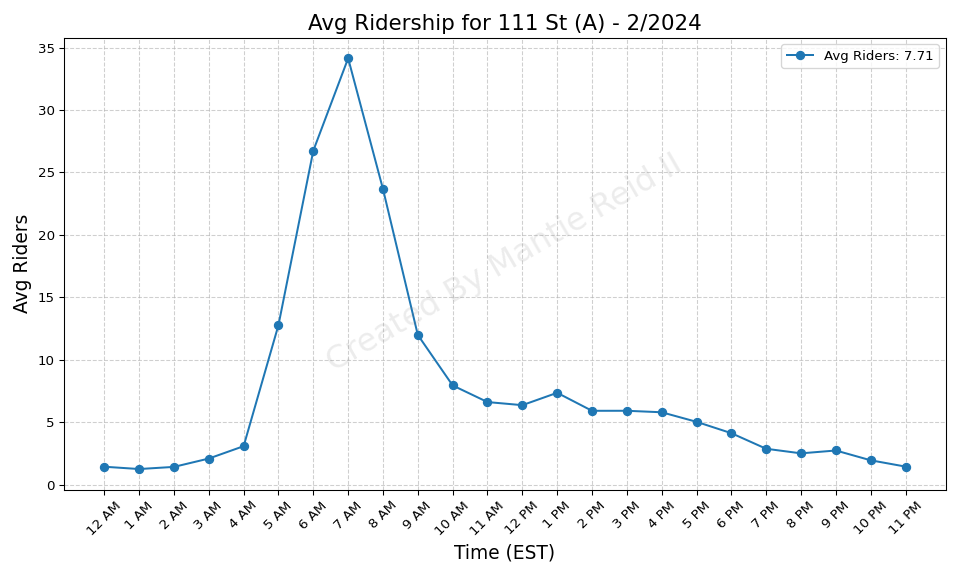 Avg Ridership for 111 St (A) - 2/2024
Avg Riders: 7.71
35
30
25
20
15
10
5
0
Avg Riders
Created By Mantie Reid II
12 AM
1 AM
2 AM
3 AM
4 AM
5 AM
6 AM
7 AM
8 AM
9 AM
10 AM
11 AM
12 PM
1 PM
2 PM
3 PM
4 PM
5 PM
6 PM
7 PM
8 PM
9 PM
10 PM
11 PM
Time (EST)